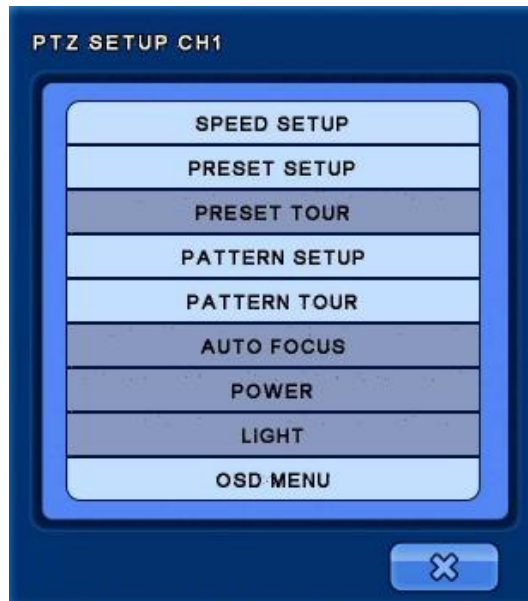 PTZ SETUP CH1
SPEED SETUP
PRESET SETUP
PRESET TOUR
PATTERN SETUP
PATTERN TOUR
AUTO FOCUS
POWER
LIGHT
OSD MENU